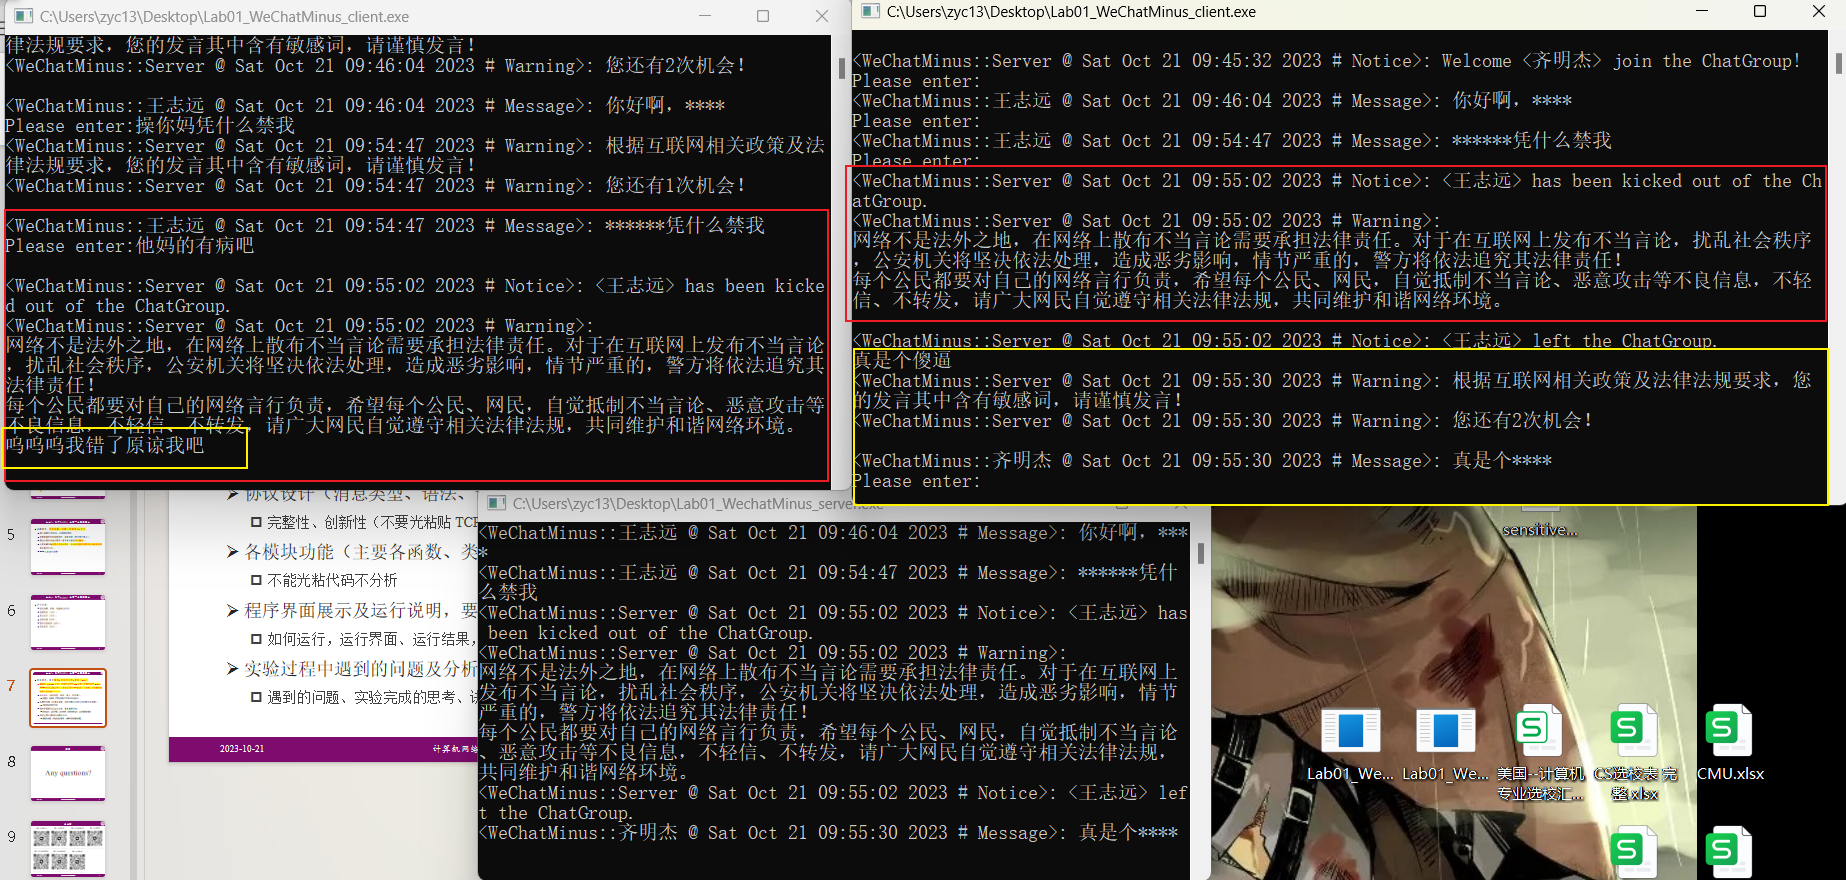 C:\Users\zyc13\Desktop\Lab01_WeChatMinus_client.exe
律法规要求，您的发言其中含有敏感词，请谨慎发言！
<WeChatMinus::Server @ Sat Oct 21 09:46:04 2023 # Warning>: 您还有2次机会！
<WeChatMinus::王志远 @ Sat Oct 21 09:46:04 2023 # Message>: 你好啊，****
Please enter:操你妈凭什么禁我
<WeChatMinus::Server @ Sat Oct 21 09:54:47 2023 # Warning>: 根据互联网相关政策及法
律法规要求，您的发言其中含有敏感词，请谨慎发言！
<WeChatMinus::Server @ Sat Oct 21 09:54:47 2023 # Warning>: 您还有1次机会！
<WeChatMinus::王志远 @ Sat Oct 21 09:54:47 2023 # Message>: ******凭什么禁我
Please enter:他妈的有病吧
<WeChatMinus::Server @ Sat Oct 21 09:55:02 2023 # Notice>: <王志远> has been kicke
d out of the ChatGroup.
<WeChatMinus::Server @ Sat Oct 21 09:55:02 2023 # Warning>:
网络不是法外之地，在网络上散布不当言论需要承担法律责任。对于在互联网上发布不当言论
，扰乱社会秩序，公安机关将坚决依法处理，造成恶劣影响，情节严重的，警方将依法追究其
法律责任！
每个公民都要对自己的网络言行负责，希望每个公民、网民，自觉抵制不当言论、恶意攻击等
不良信息，不轻信、不转发，请广大网民自觉遵守相关法律法规，共同维护和谐网络环境。
呜呜呜我错了原谅我吧
C:\Users\zyc13\Desktop\Lab01_WeChatMinus_client.exe
<WeChatMinus::Server @ Sat Oct 21 09:45:32 2023 # Notice>: Welcome <齐明杰> join the ChatGroup!
Please enter:
<WeChatMinus::王志远 @ Sat Oct 21 09:46:04 2023 # Message>: 你好啊，****
Please enter:
<WeChatMinus::王志远 @ Sat Oct 21 09:54:47 2023 # Message>: ******凭什么禁我
Please enter:
<WeChatMinus::Server @ Sat Oct 21 09:55:02 2023 # Notice>: <王志远> has been kicked out of the Ch
atGroup.
<WeChatMinus::Server @ Sat Oct 21 09:55:02 2023 # Warning>:
网络不是法外之地，在网络上散布不当言论需要承担法律责任。对于在互联网上发布不当言论，扰乱社会秩序
，公安机关将坚决依法处理，造成恶劣影响，情节严重的，警方将依法追究其法律责任！
每个公民都要对自己的网络言行负责，希望每个公民、网民，自觉抵制不当言论、恶意攻击等不良信息，不轻
信、不转发，请广大网民自觉遵守相关法律法规，共同维护和谐网络环境。
<WeChatMinus::Server @ Sat Oct 21 09:55:02 2023 # Notice>: <王志远> left the ChatGroup.
真是个傻逼
<WeChatMinus::Server @ Sat Oct 21 09:55:30 2023 # Warning>: 根据互联网相关政策及法律法规要求，您
的发言其中含有敏感词，请谨慎发言！
<WeChatMinus::Server @ Sat Oct 21 09:55:30 2023 # Warning>: 您还有2次机会！
<WeChatMinus::齐明杰 @ Sat Oct 21 09:55:30 2023 # Message>: 真是个****
Please enter:
5
6
7
8
9
Any questions?
协议设计（消息类型、语法、
完整性、创新性（不要光粘贴 TCP
各模块功能（主要各函数、类
不能光粘代码不分析
程序界面展示及运行说明，要
如何运行，运行界面、运行结果，
实验过程中遇到的问题及分析
遇到的问题、实验完成的思考、
2023-10-21
计算机网络
C:\Users\zyc13\Desktop\Lab01_WechatMinus_server.exe
<WeChatMinus::王志远 @ Sat Oct 21 09:46:04 2023 # Message>: 你好啊，***
*
<WeChatMinus::王志远 @ Sat Oct 21 09:54:47 2023 # Message>: ******凭什
么禁我
<WeChatMinus::Server @ Sat Oct 21 09:55:02 2023 # Notice>: <王志远> has
been kicked out of the ChatGroup.
<WeChatMinus::Server @ Sat Oct 21 09:55:02 2023 # Warning>:
网络不是法外之地，在网络上散布不当言论需要承担法律责任。对于在互联网上
发布不当言论，扰乱社会秩序，公安机关将坚决依法处理，造成恶劣影响，情节
严重的，警方将依法追究其法律责任！
每个公民都要对自己的网络言行负责，希望每个公民、网民，自觉抵制不当言论
、恶意攻击等不良信息，不轻信、不转发，请广大网民自觉遵守相关法律法规，
共同维护和谐网络环境。
<WeChatMinus::Server @ Sat Oct 21 09:55:02 2023 # Notice>: <王志远> lef
t the ChatGroup.
<WeChatMinus::齐明杰 @ Sat Oct 21 09:55:30 2023 # Message>: 真是个****
sensitive...
Lab01_We...
Lab01_We...
美国--计算机
专业选校汇...
CS选校表 完
整.xlsx
CMU.xlsx